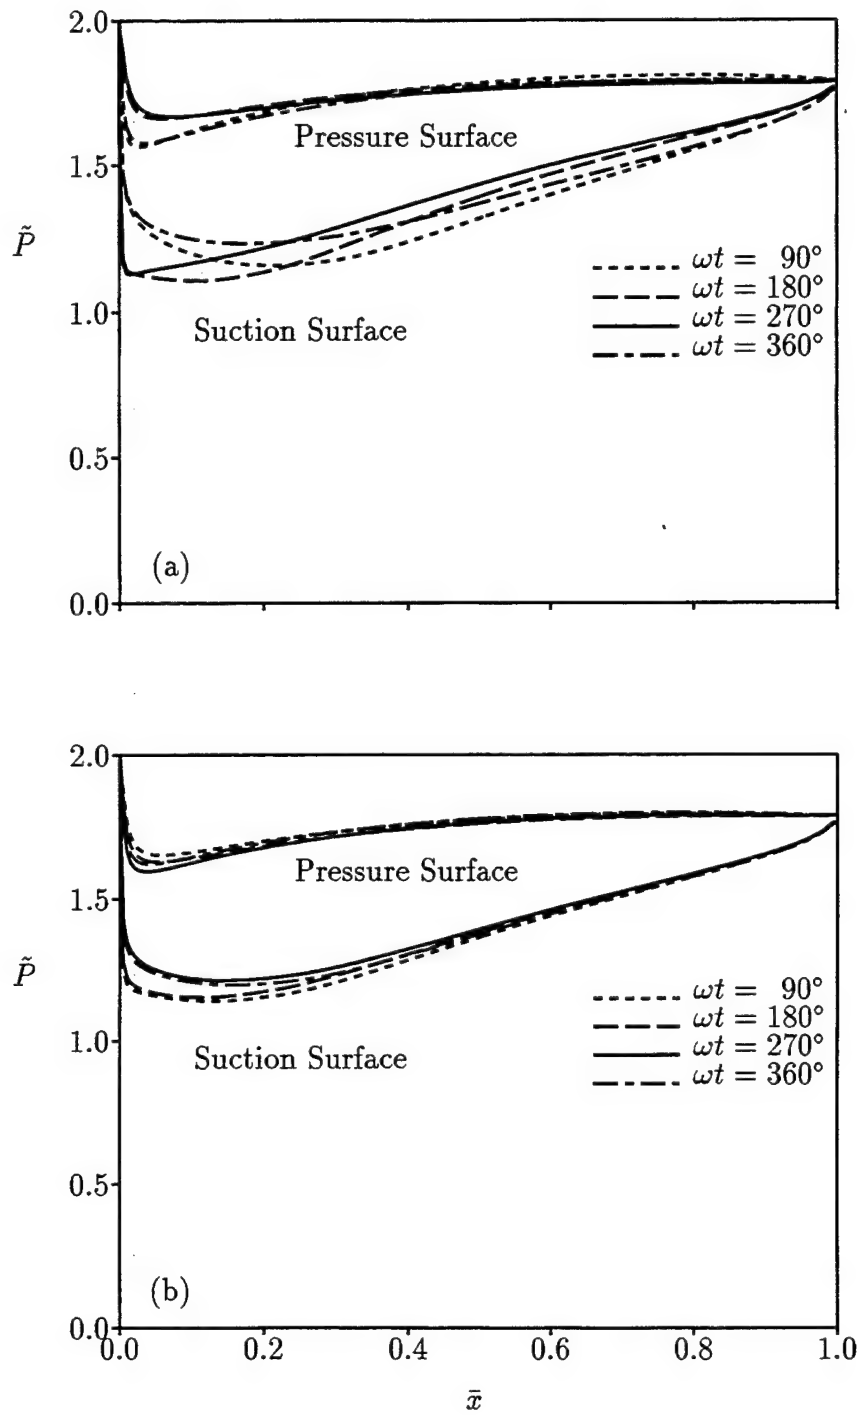 2.0
Pressure Surface
1.5
P̃
ωt = 90°
ωt = 180°
1.0
Suction Surface
ωt = 270°
ωt = 360°
0.5
(a)
0.0
2.0
Pressure Surface
1.5
P̃
ωt = 90°
ωt = 180°
1.0
Suction Surface
ωt = 270°
ωt = 360°
0.5
(b)
0.0
0.0 0.2 0.4 0.6 0.8 1.0
x̄